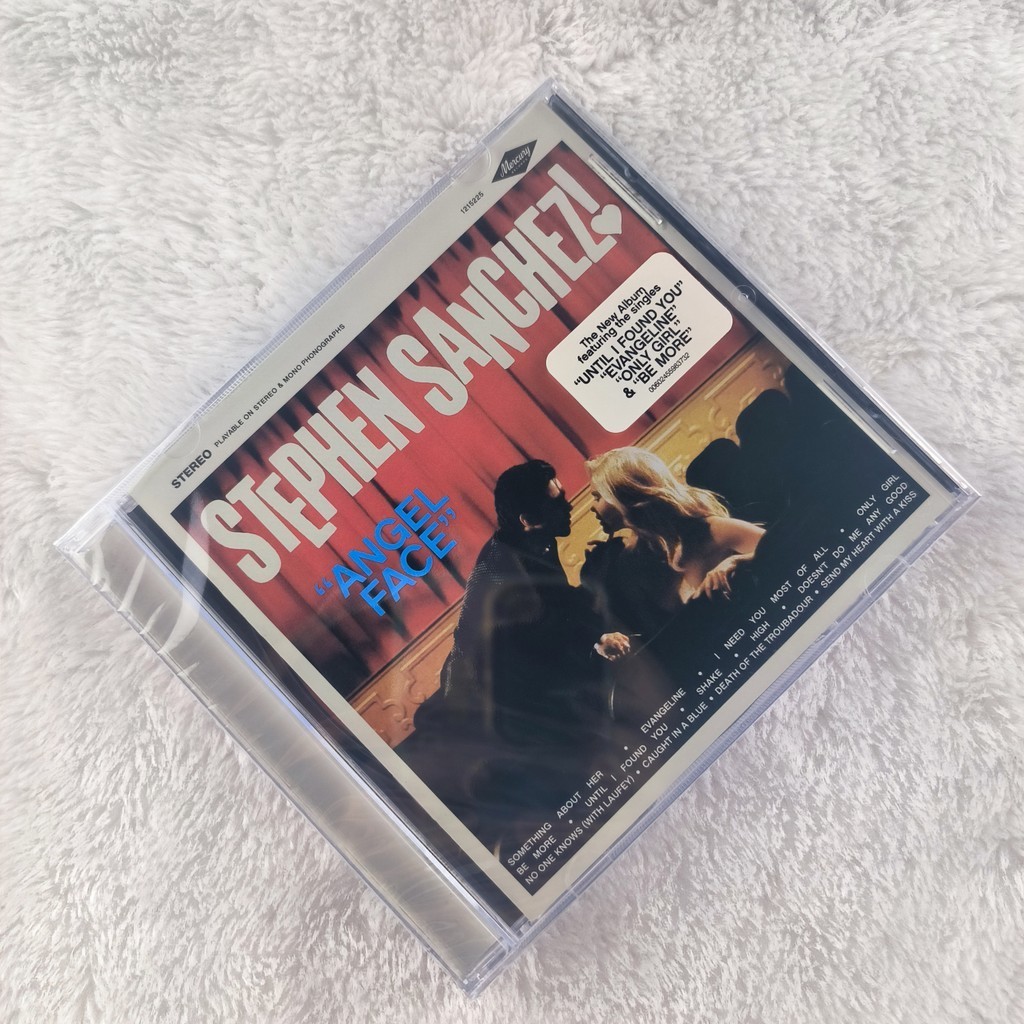 Mercury
1215225
STEREO PLAYABLE ON STEREO & MONO PHONOGRAPHS
STEPHEN SANCHEZ!
"ANGEL
FACE"
The New Album
featuring the singles
"UNTIL I FOUND YOU"
"EVANGELINE"
"ONLY GIRL"
& "BE MORE"
00602455983732
SOMETHING ABOUT HER • EVANGELINE • I NEED YOU MOST OF ALL • ONLY GIRL
BE MORE • UNTIL I FOUND YOU • SHAKE • HIGH • DOESN'T DO ME ANY GOOD
NO ONE KNOWS (WITH LAUFEY) • CAUGHT IN A BLUE • DEATH OF THE TROUBADOUR • SEND MY HEART WITH A KISS